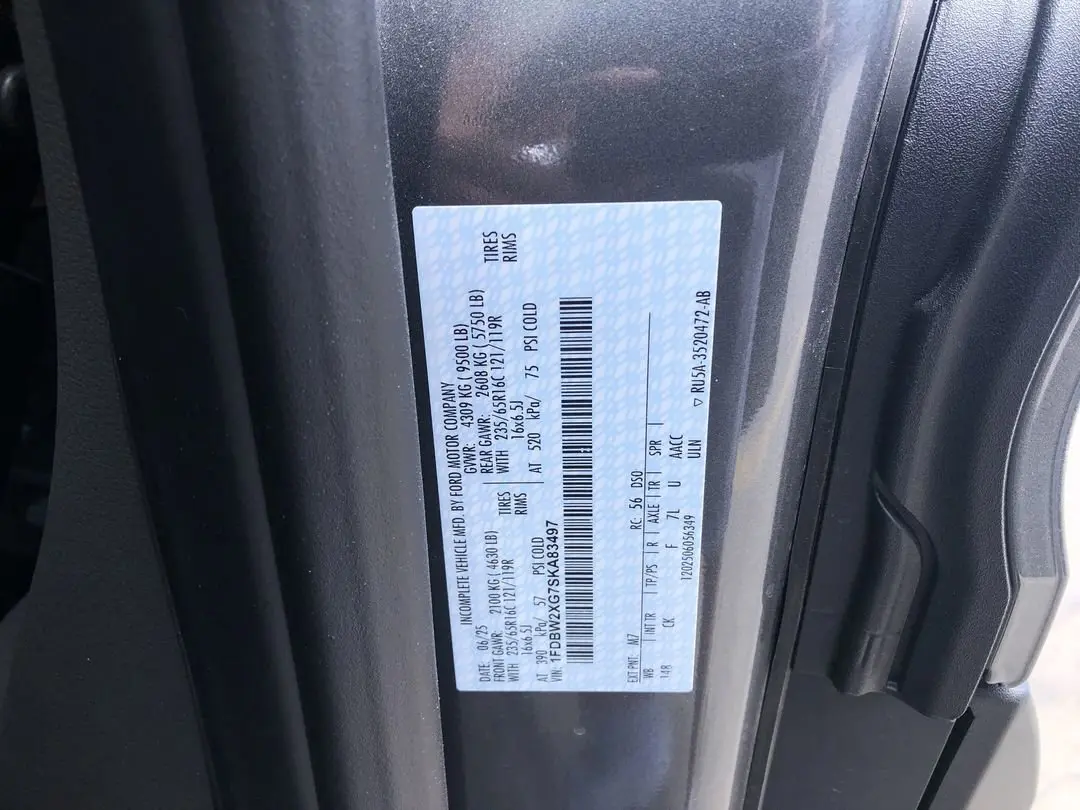 INCOMPLETE VEHICLE MFD. BY FORD MOTOR COMPANY
DATE: 06/25 GVWR: 4309 KG ( 9500 LB)
FRONT GAWR: 2100 KG ( 4630 LB) REAR GAWR: 2608 KG ( 5750 LB)
WITH 235/65R16C 121/119R TIRES WITH 235/65R16C 121/119R TIRES
16x6.5J RIMS 16x6.5J RIMS
AT 390 kPa/ 57 PSI COLD AT 520 kPa/ 75 PSI COLD
VIN: 1FDBW2XG7SKA83497
EXT PNT: M7 RC: 56 DSO
WB INT TR TP/PS R AXLE TR SPR
148 CK F 7L U AACC
ULN
1202506056349
▽ RU5A-3520472-AB